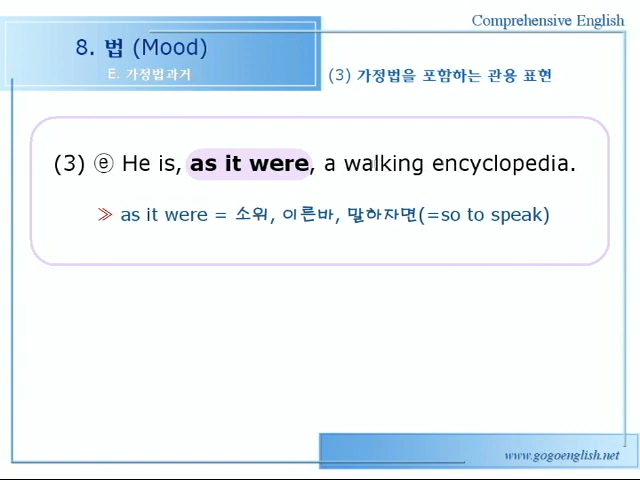 Comprehensive English
8. 법 (Mood)
E. 가정법과거
(3) 가정법을 포함하는 관용 표현
(3) ⓔ He is, as it were, a walking encyclopedia.
≫ as it were = 소위, 이른바, 말하자면(=so to speak)
www.gogoenglish.net